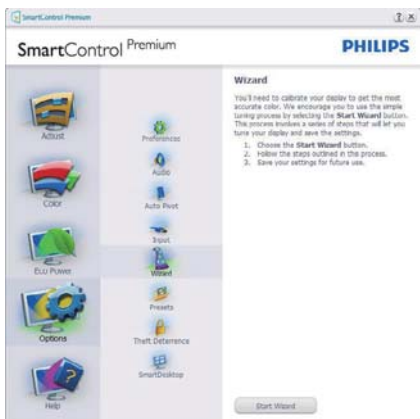 SmartControl Premium
SmartControl Premium
PHILIPS
Adjust
Color
Eco Power
Options
Help
Preferences
Audio
Auto Pivot
Input
Wizard
Presets
Theft Deterrence
SmartDesktop
Wizard
You'll need to calibrate your display to get the most
accurate color. We encourage you to use the simple
tuning process by selecting the Start Wizard button.
This process involves a series of steps that will let you
tune your display and save the settings.
1. Choose the Start Wizard button.
2. Follow the steps outlined in the process.
3. Save your settings for future use.
Start Wizard